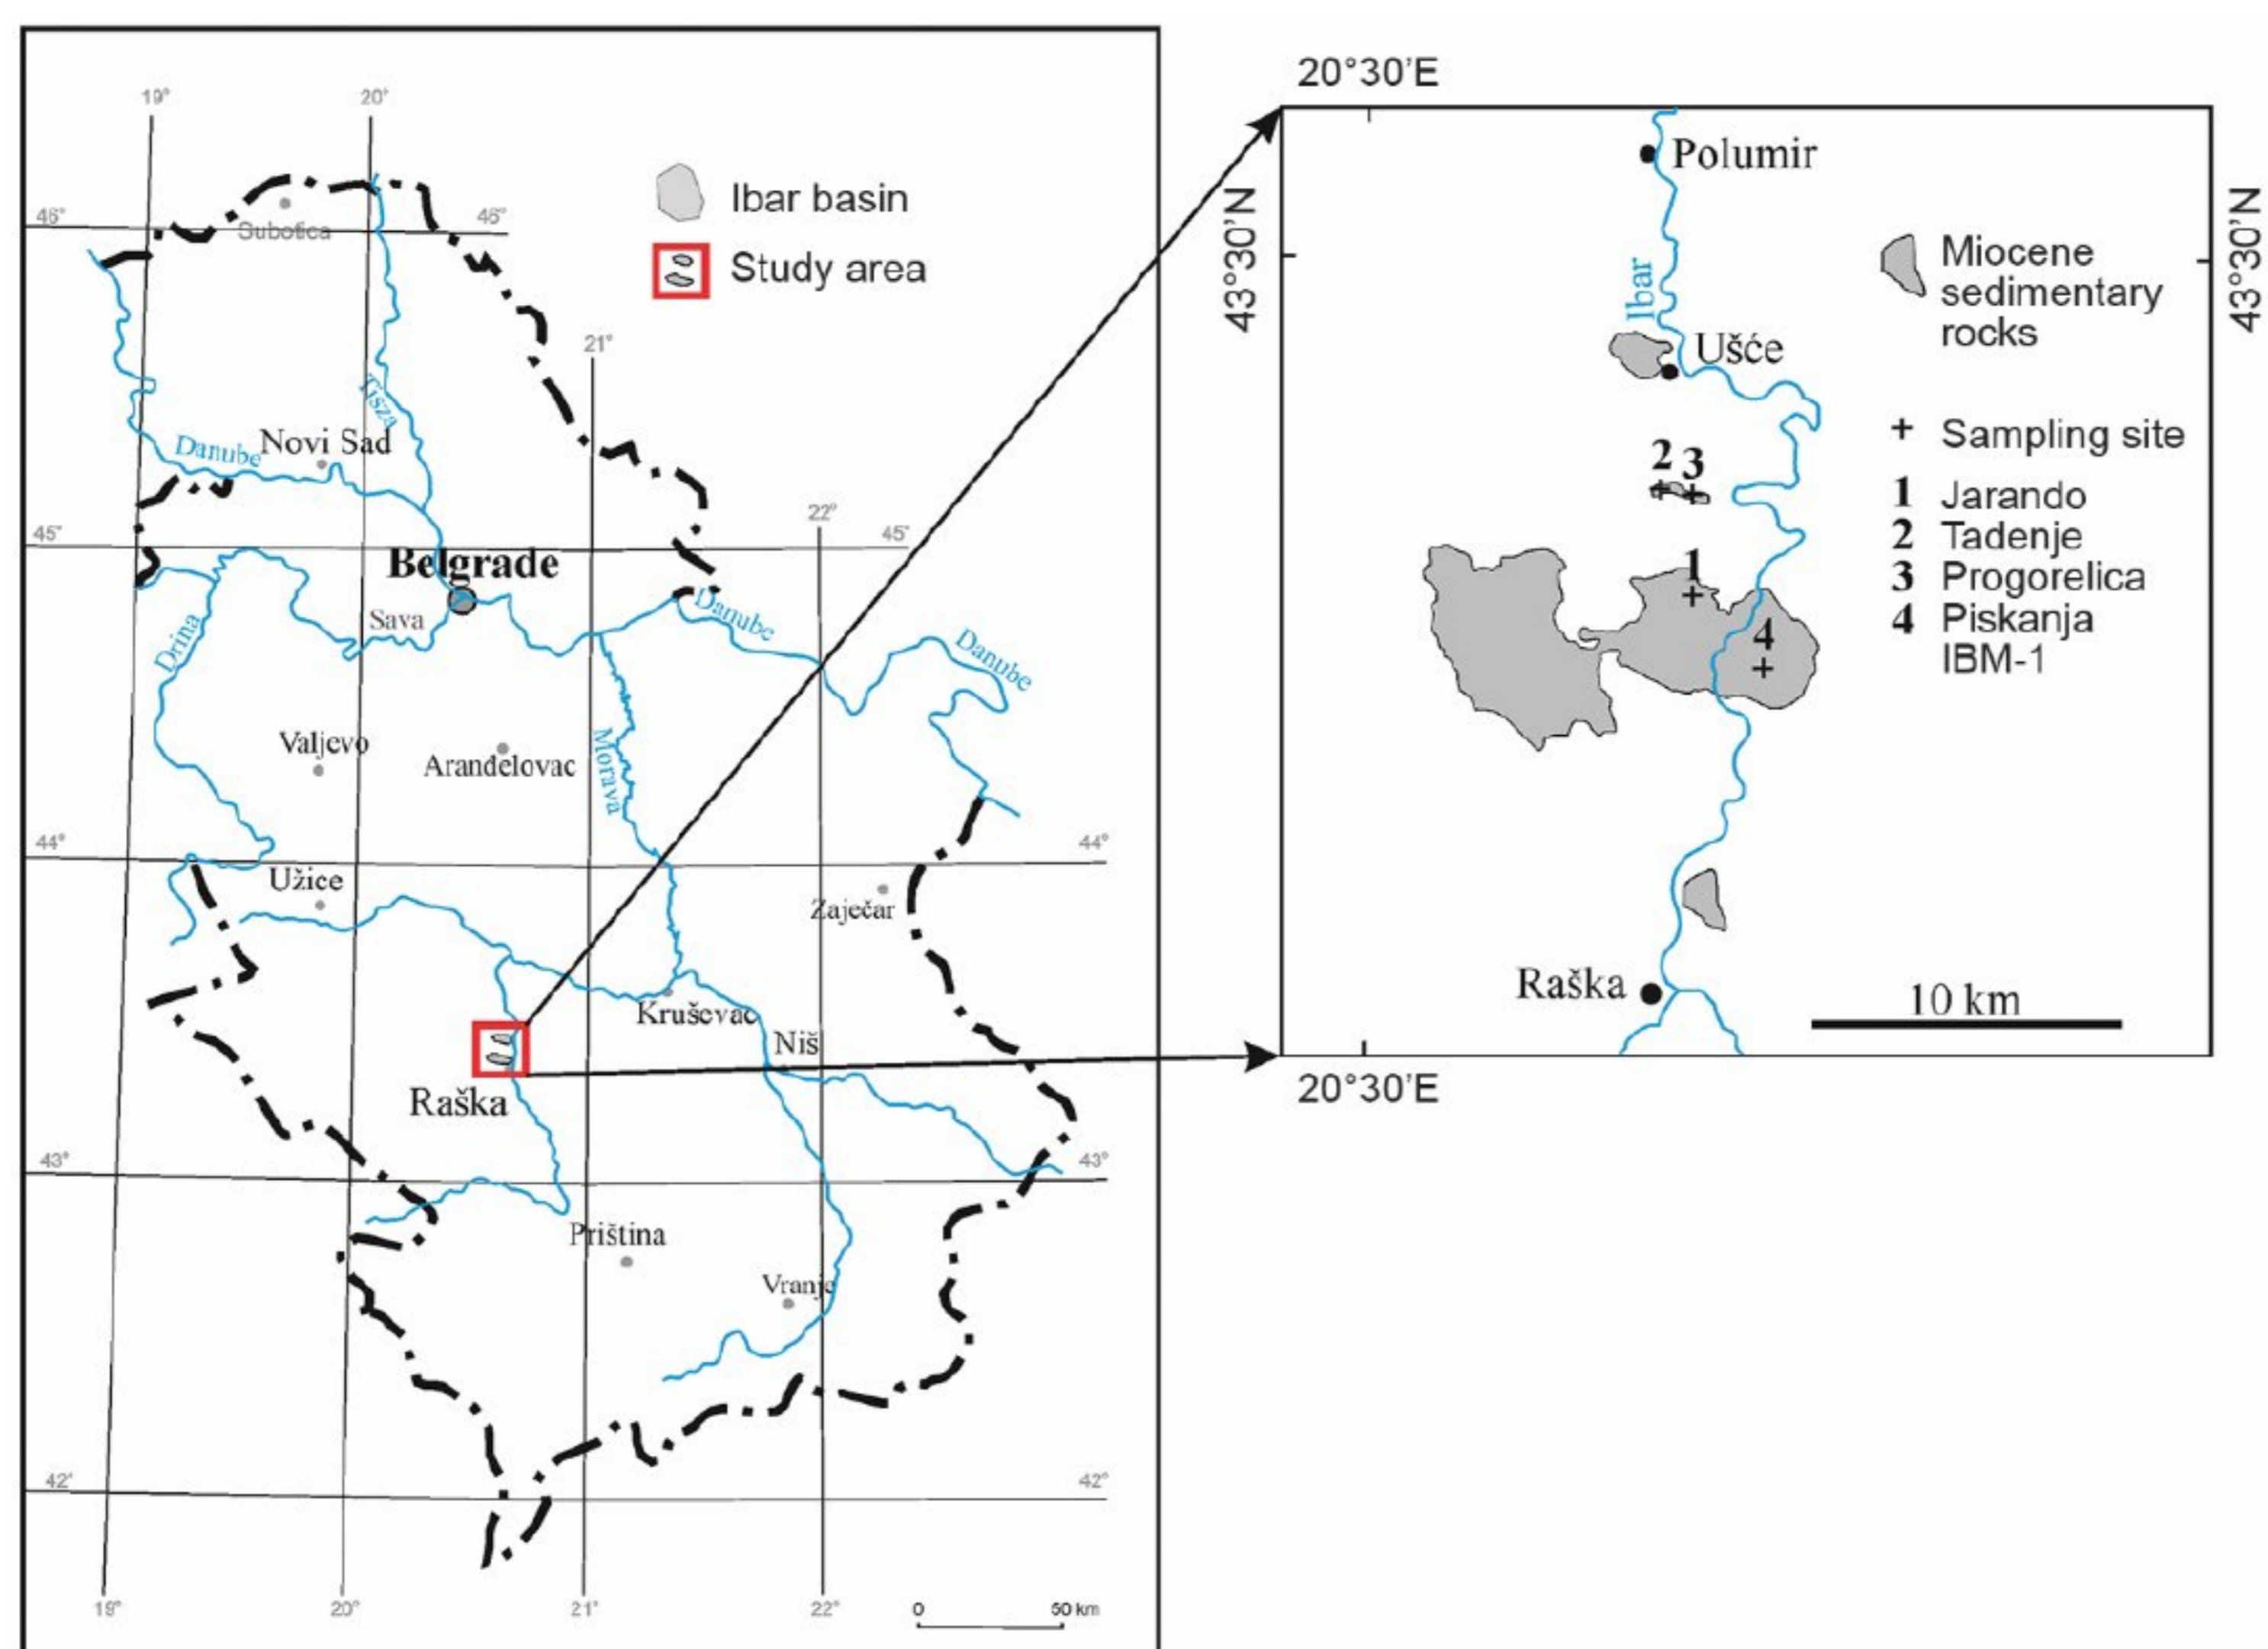 19°
20°
46°
Subotica
46°
Ibar basin
Study area
21°
Tisza
Danube
Novi Sad
22°
45°
45°
Belgrade
Sava
Drina
Danube
Danube
Valjevo
Aranđelovac
Morava
44°
44°
Užice
Zaječar
Kruševac
Niš
Raška
43°
43°
Priština
Vranje
42°
42°
19°
20°
21°
22°
0
50 km
20°30'E
43°30'N
43°30'N
Polumir
Ibar
Ušće
Miocene
sedimentary
rocks
2
3
+ Sampling site
1 Jarando
2 Tadenje
3 Progorelica
4 Piskanja
IBM-1
1
4
Raška
10 km
20°30'E